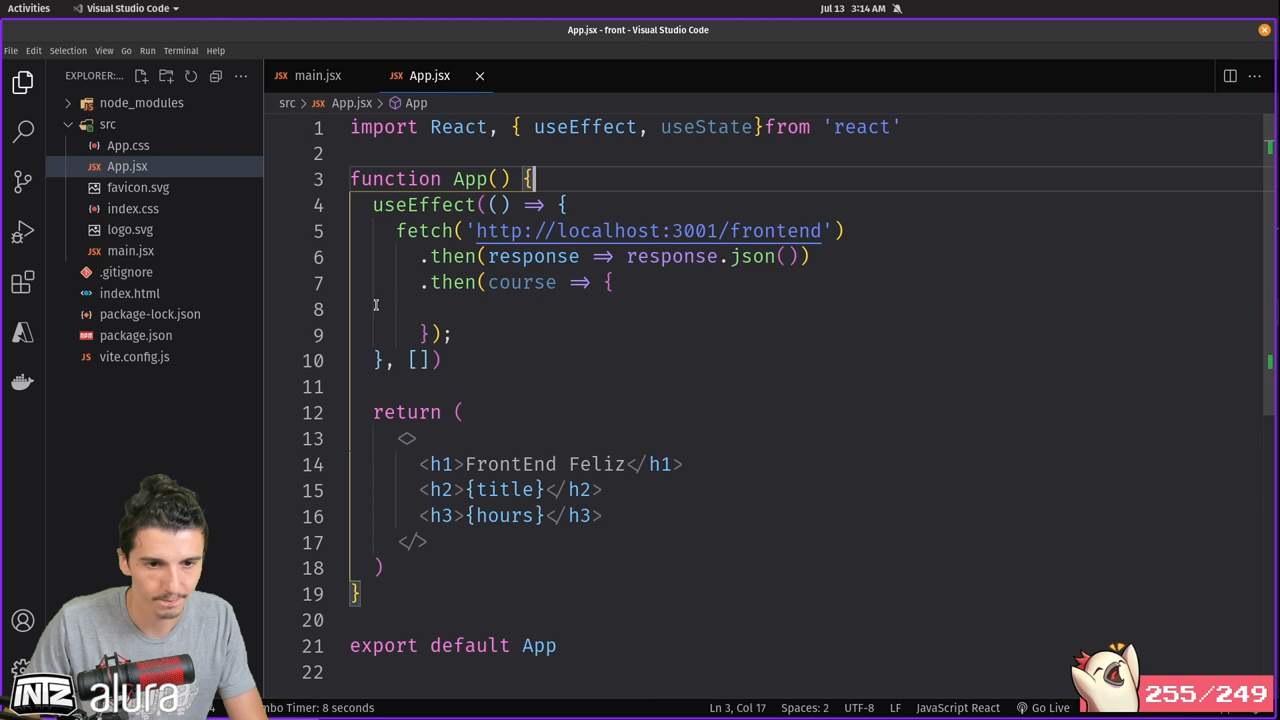 Activities
Visual Studio Code
Jul 13 3:14 AM
App.jsx - front - Visual Studio Code
File Edit Selection View Go Run Terminal Help
EXPLORER:...
main.jsx
App.jsx
node_modules
src
App.css
App.jsx
favicon.svg
index.css
logo.svg
main.jsx
.gitignore
index.html
package-lock.json
package.json
vite.config.js
src > App.jsx > App
1 import React, { useEffect, useState}from 'react'
2
3 function App() {
4 useEffect(() => {
5 fetch('http://localhost:3001/frontend')
6 .then(response => response.json())
7 .then(course => {
8
9 });
10 }, [])
11
12 return (
13 <>
14 <h1>FrontEnd Feliz</h1>
15 <h2>{title}</h2>
16 <h3>{hours}</h3>
17 </>
18 )
19 }
20
21 export default App
22
INTZ alura
255/249
mbo Timer: 8 seconds
Ln 3, Col 17 Spaces: 2 UTF-8 LF JavaScript React Go Live